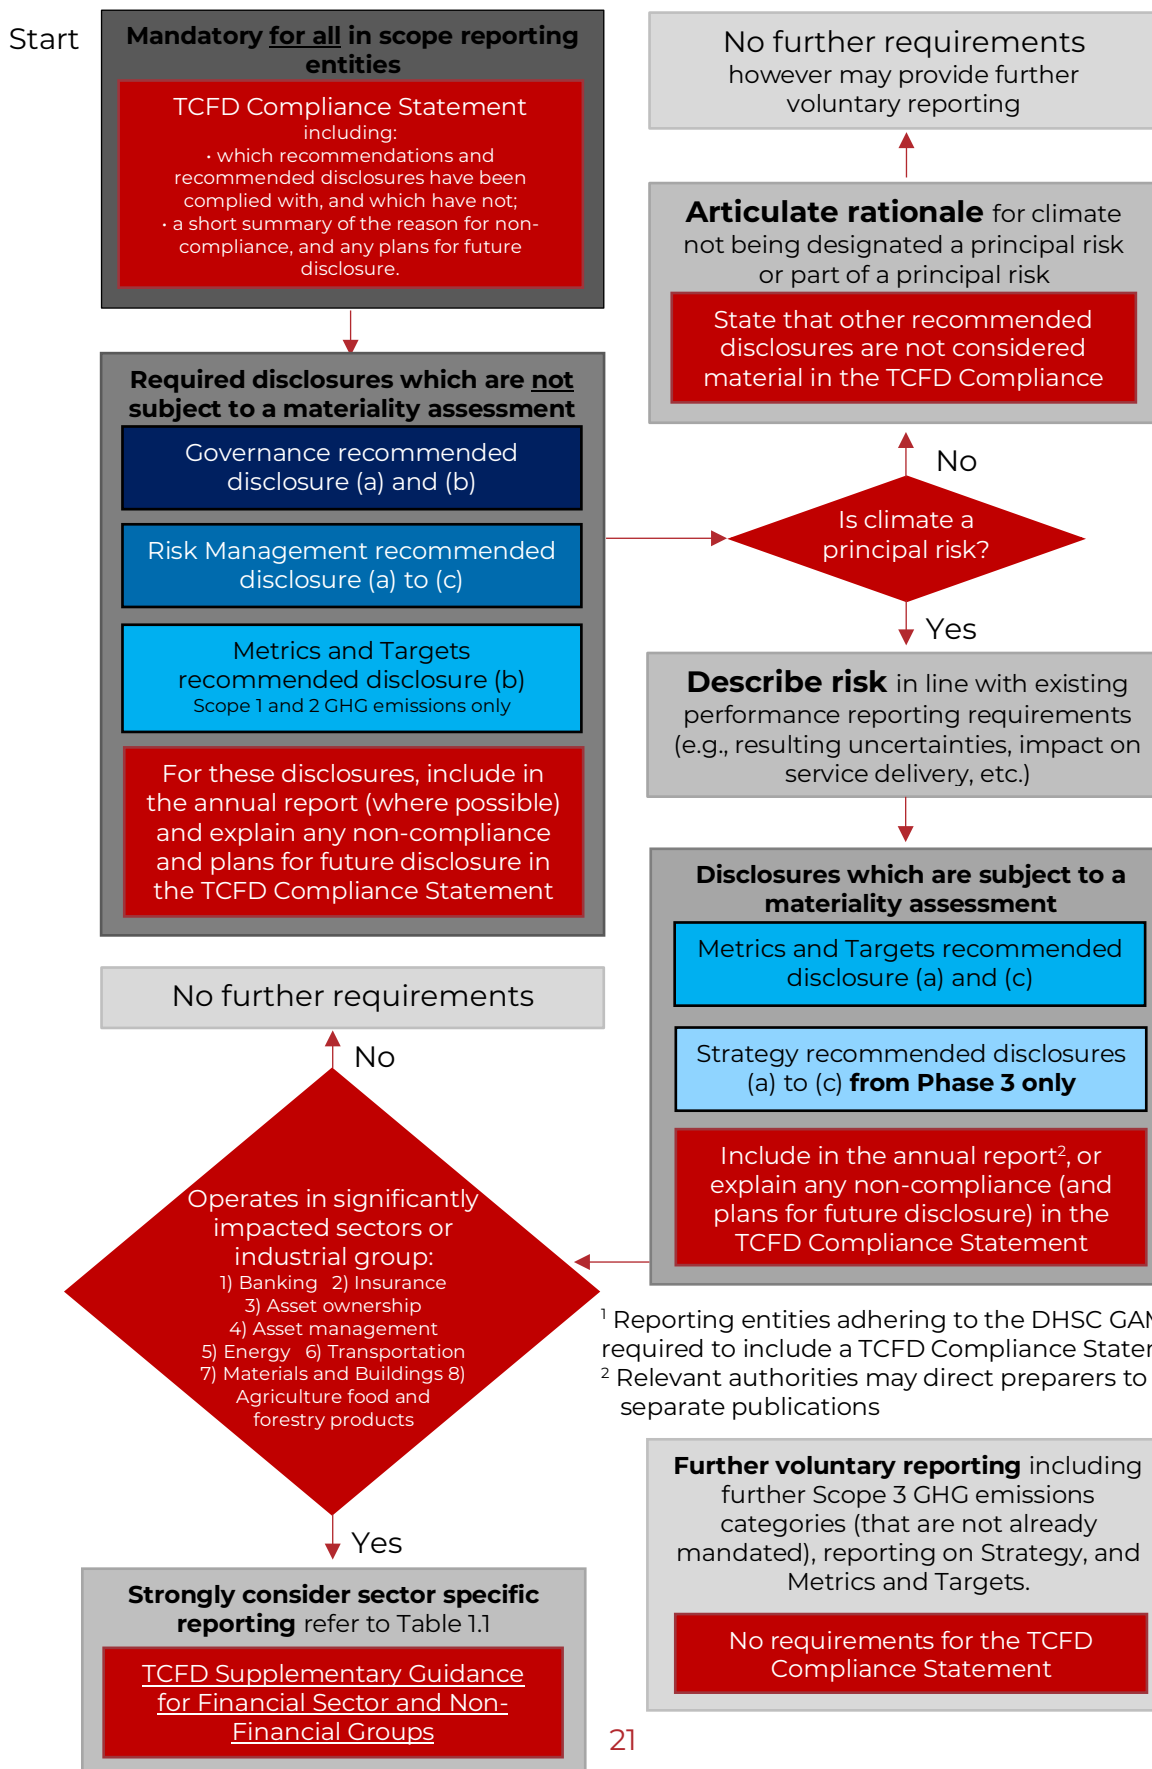 Start
Mandatory for all in scope reporting
entities
TCFD Compliance Statement
including:
• which recommendations and
recommended disclosures have been
complied with, and which have not;
• a short summary of the reason for non-
compliance, and any plans for future
disclosure.
Required disclosures which are not
subject to a materiality assessment
Governance recommended
disclosure (a) and (b)
Risk Management recommended
disclosure (a) to (c)
Metrics and Targets
recommended disclosure (b)
Scope 1 and 2 GHG emissions only
For these disclosures, include in
the annual report (where possible)
and explain any non-compliance
and plans for future disclosure in
the TCFD Compliance Statement
Is climate a
principal risk?
No
Articulate rationale for climate
not being designated a principal risk
or part of a principal risk
State that other recommended
disclosures are not considered
material in the TCFD Compliance
No further requirements
however may provide further
voluntary reporting
Yes
Describe risk in line with existing
performance reporting requirements
(e.g., resulting uncertainties, impact on
service delivery, etc.)
Disclosures which are subject to a
materiality assessment
Metrics and Targets recommended
disclosure (a) and (c)
Strategy recommended disclosures
(a) to (c) from Phase 3 only
Include in the annual report², or
explain any non-compliance (and
plans for future disclosure) in the
TCFD Compliance Statement
Operates in significantly
impacted sectors or
industrial group:
1) Banking 2) Insurance
3) Asset ownership
4) Asset management
5) Energy 6) Transportation
7) Materials and Buildings 8)
Agriculture food and
forestry products
No
No further requirements
Yes
Strongly consider sector specific
reporting refer to Table 1.1
TCFD Supplementary Guidance
for Financial Sector and Non-
Financial Groups
¹ Reporting entities adhering to the DHSC
required to include a TCFD Compliance
² Relevant authorities may direct preparers to
separate publications
Further voluntary reporting including
further Scope 3 GHG emissions
categories (that are not already
mandated), reporting on Strategy, and
Metrics and Targets.
No requirements for the TCFD
Compliance Statement
21